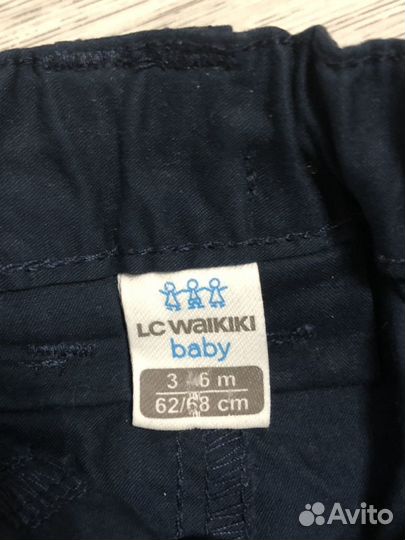 LC WAIKIKI
baby
3 - 6 m
62/68 cm
Avito